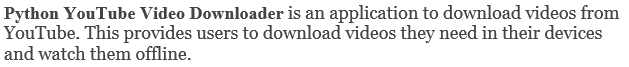 Python YouTube Video Downloader is an application to download videos from
YouTube. This provides users to download videos they need in their devices
and watch them offline.